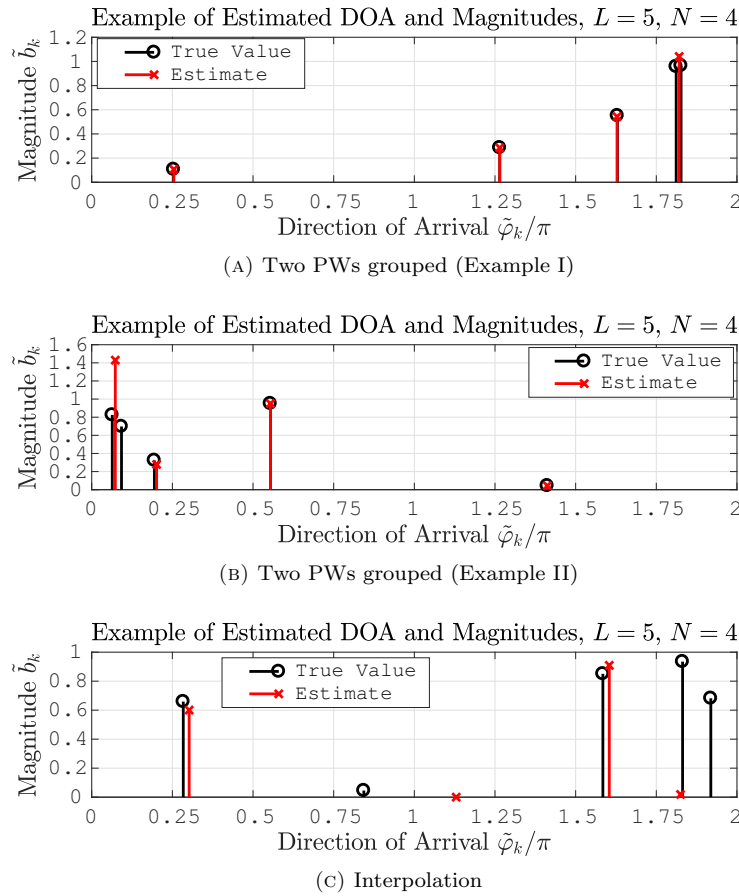 Example of Estimated DOA and Magnitudes, L = 5, N = 4
Magnitude b̃ₖ
1.2
1
0.8
0.6
0.4
0.2
0
True Value
Estimate
0 0.25 0.5 0.75 1 1.25 1.5 1.75 2
Direction of Arrival φ̃ₖ/π
(A) Two PWs grouped (Example I)
Example of Estimated DOA and Magnitudes, L = 5, N = 4
Magnitude b̃ₖ
1.6
1.4
1.2
1
0.8
0.6
0.4
0.2
0
True Value
Estimate
0 0.25 0.5 0.75 1 1.25 1.5 1.75 2
Direction of Arrival φ̃ₖ/π
(B) Two PWs grouped (Example II)
Example of Estimated DOA and Magnitudes, L = 5, N = 4
Magnitude b̃ₖ
1
0.8
0.6
0.4
0.2
0
True Value
Estimate
0 0.25 0.5 0.75 1 1.25 1.5 1.75 2
Direction of Arrival φ̃ₖ/π
(C) Interpolation